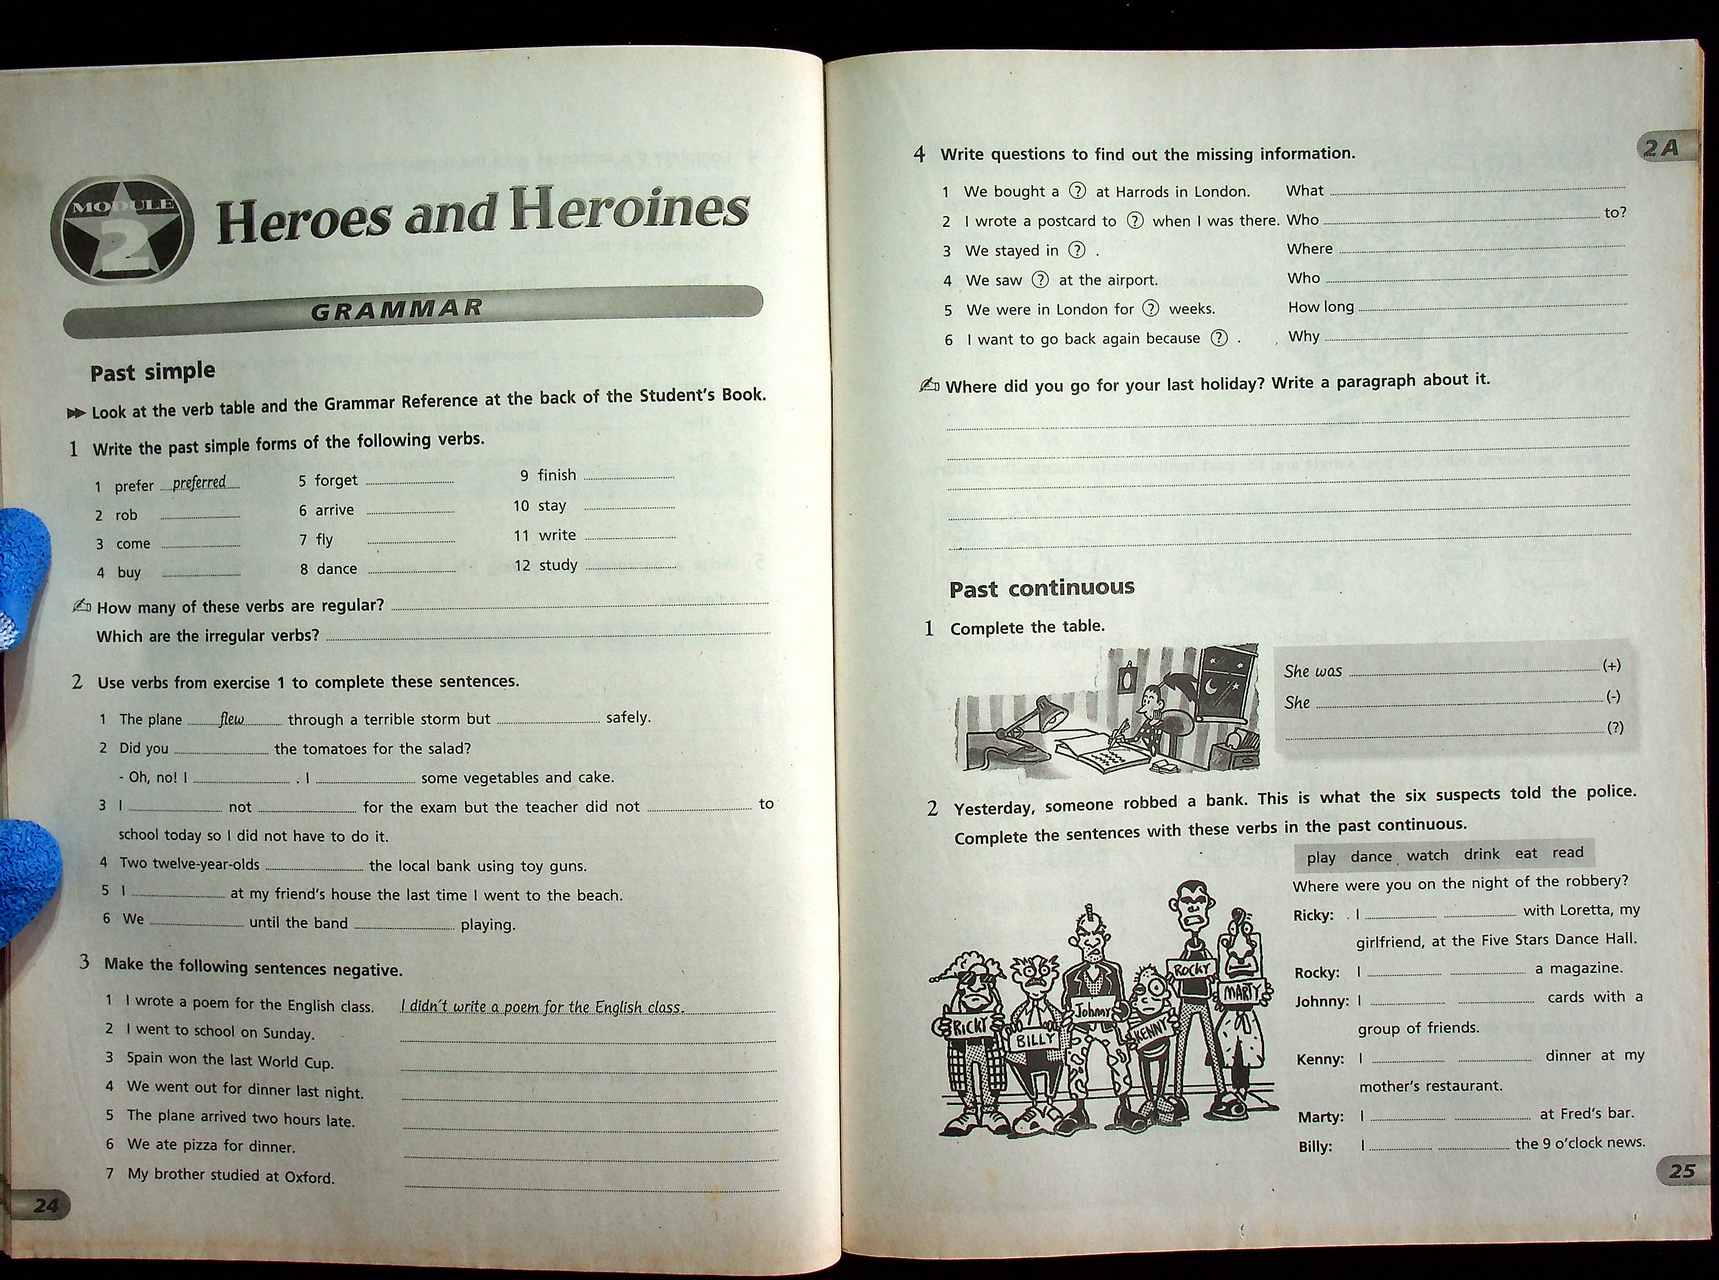 MODULE
2
Heroes and Heroines
GRAMMAR
Past simple
Look at the verb table and the Grammar Reference at the back of the Student's Book.
1 Write the past simple forms of the following verbs.
1 prefer preferred
2 rob
3 come
4 buy
5 forget
6 arrive
7 fly
8 dance
9 finish
10 stay
11 write
12 study
How many of these verbs are regular?
Which are the irregular verbs?
2 Use verbs from exercise 1 to complete these sentences.
1 The plane flew through a terrible storm but safely.
2 Did you the tomatoes for the salad?
- Oh, no! I . I some vegetables and cake.
3 I not for the exam but the teacher did not to
school today so I did not have to do it.
4 Two twelve-year-olds the local bank using toy guns.
5 I at my friend's house the last time I went to the beach.
6 We until the band playing.
3 Make the following sentences negative.
1 I wrote a poem for the English class. I didn't write a poem for the English class.
2 I went to school on Sunday.
3 Spain won the last World Cup.
4 We went out for dinner last night.
5 The plane arrived two hours late.
6 We ate pizza for dinner.
7 My brother studied at Oxford.
24
2A
4 Write questions to find out the missing information.
1 We bought a ? at Harrods in London. What
2 I wrote a postcard to ? when I was there. Who to?
3 We stayed in ? . Where
4 We saw ? at the airport. Who
5 We were in London for ? weeks. How long
6 I want to go back again because ? . Why
Where did you go for your last holiday? Write a paragraph about it.
Past continuous
1 Complete the table.
She was (+)
She (-)
(?)
2 Yesterday, someone robbed a bank. This is what the six suspects told the police.
Complete the sentences with these verbs in the past continuous.
play dance watch drink eat read
Where were you on the night of the robbery?
Ricky: I with Loretta, my
girlfriend, at the Five Stars Dance Hall.
Rocky: I a magazine.
Johnny: I cards with a
group of friends.
Kenny: I dinner at my
mother's restaurant.
Marty: I at Fred's bar.
Billy: I the 9 o'clock news.
RICKY
BILLY
Johnny
KENNY
ROCKY
MARTY
25